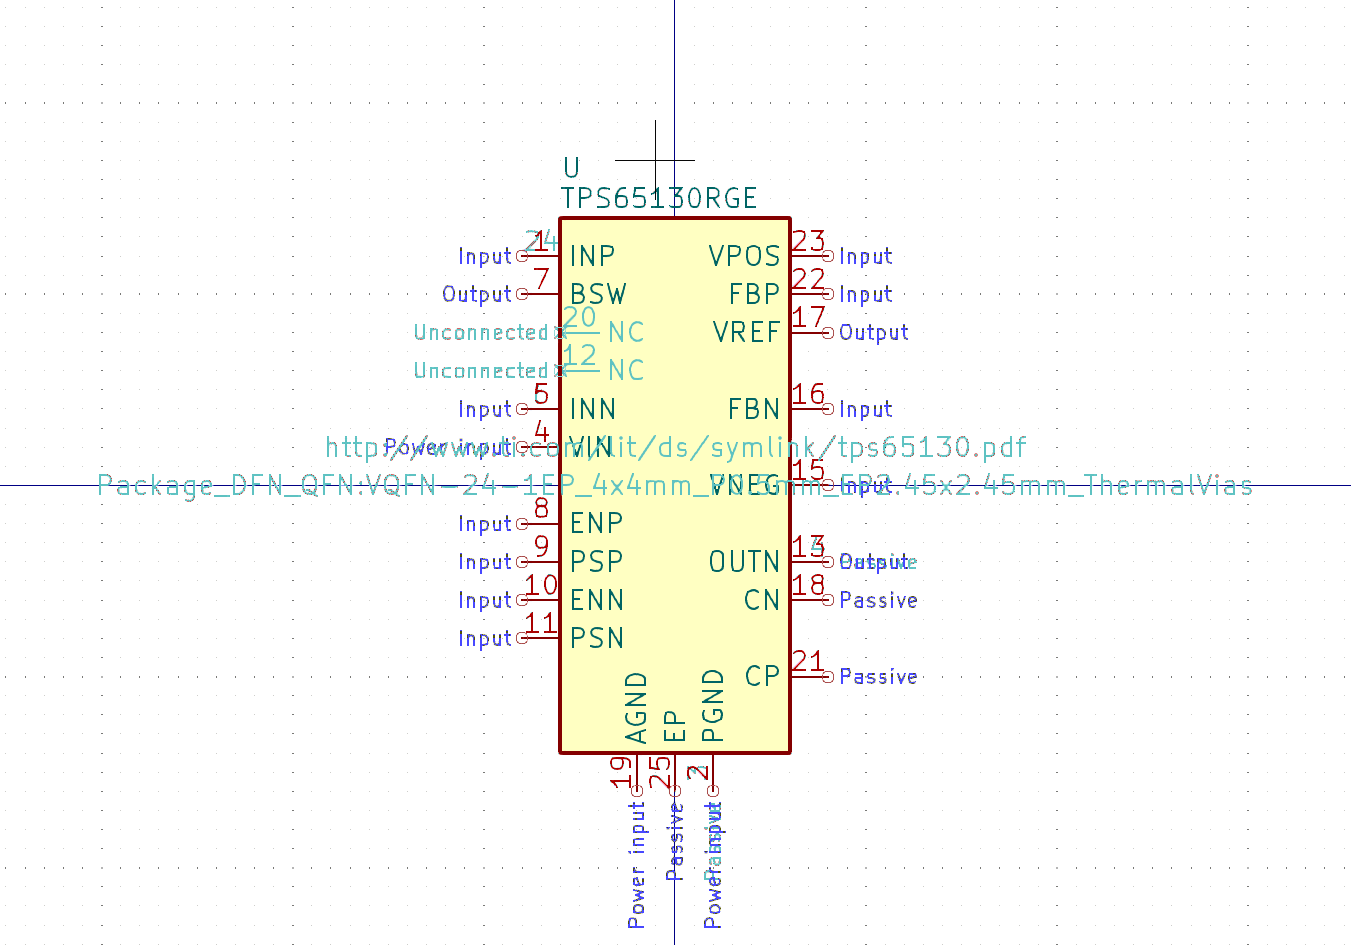 U
TPS65130RGE
Input 1 24 INP VPOS 23 Input
Output 7 BSW FBP 22 Input
Unconnected 20 NC VREF 17 Output
Unconnected 12 NC
Input 5 INN FBN 16 Input
Power input 4 VIN
http://www.ti.com/lit/ds/symlink/tps65130.pdf
VNEG 15 Input
Package_DFN_QFN:VQFN-24-1EP_4x4mm_P0.5mm_EP2.45x2.45mm_ThermalVias
Input 8 ENP
Input 9 PSP OUTN 13 Output Passive
Input 10 ENN CN 18 Passive
Input 11 PSN
CP 21 Passive
AGND EP PGND
19 25 2
Power input Passive Power input Passive